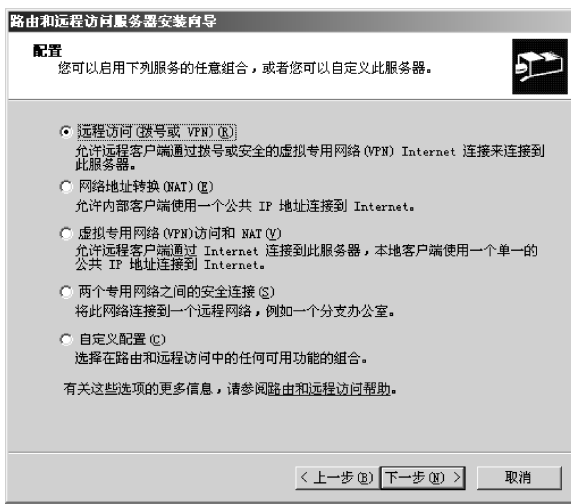 路由和远程访问服务器安装向导
配置
您可以启用下列服务的任意组合，或者您可以自定义此服务器。
远程访问(拨号或 VPN)(R)
允许远程客户端通过拨号或安全的虚拟专用网络(VPN) Internet 连接来连接到
此服务器。
网络地址转换(NAT)(E)
允许内部客户端使用一个公共 IP 地址连接到 Internet。
虚拟专用网络(VPN)访问和 NAT(V)
允许远程客户端通过 Internet 连接到此服务器，本地客户端使用一个单一的
公共 IP 地址连接到 Internet。
两个专用网络之间的安全连接(S)
将此网络连接到一个远程网络，例如一个分支办公室。
自定义配置(C)
选择在路由和远程访问中的任何可用功能的组合。
有关这些选项的更多信息，请参阅路由和远程访问帮助。
< 上一步(B) 下一步(N) > 取消